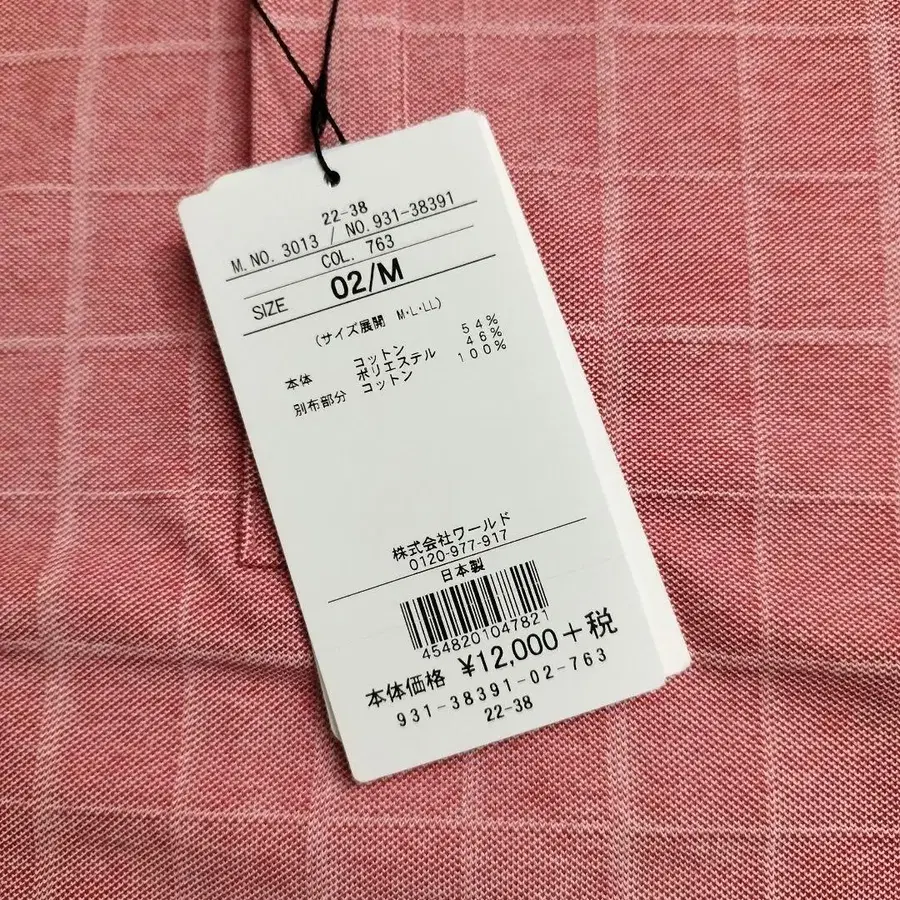 22-38
M.NO. 3013 / NO.931-38391
COL. 763
SIZE 02/M
(サイズ展開 M・L・LL)
本体 コットン 54%
ポリエステル 46%
別布部分 コットン 100%
株式会社ワールド
0120-977-917
日本製
4548201047821
本体価格 ¥12,000+税
931-38391-02-763
22-38